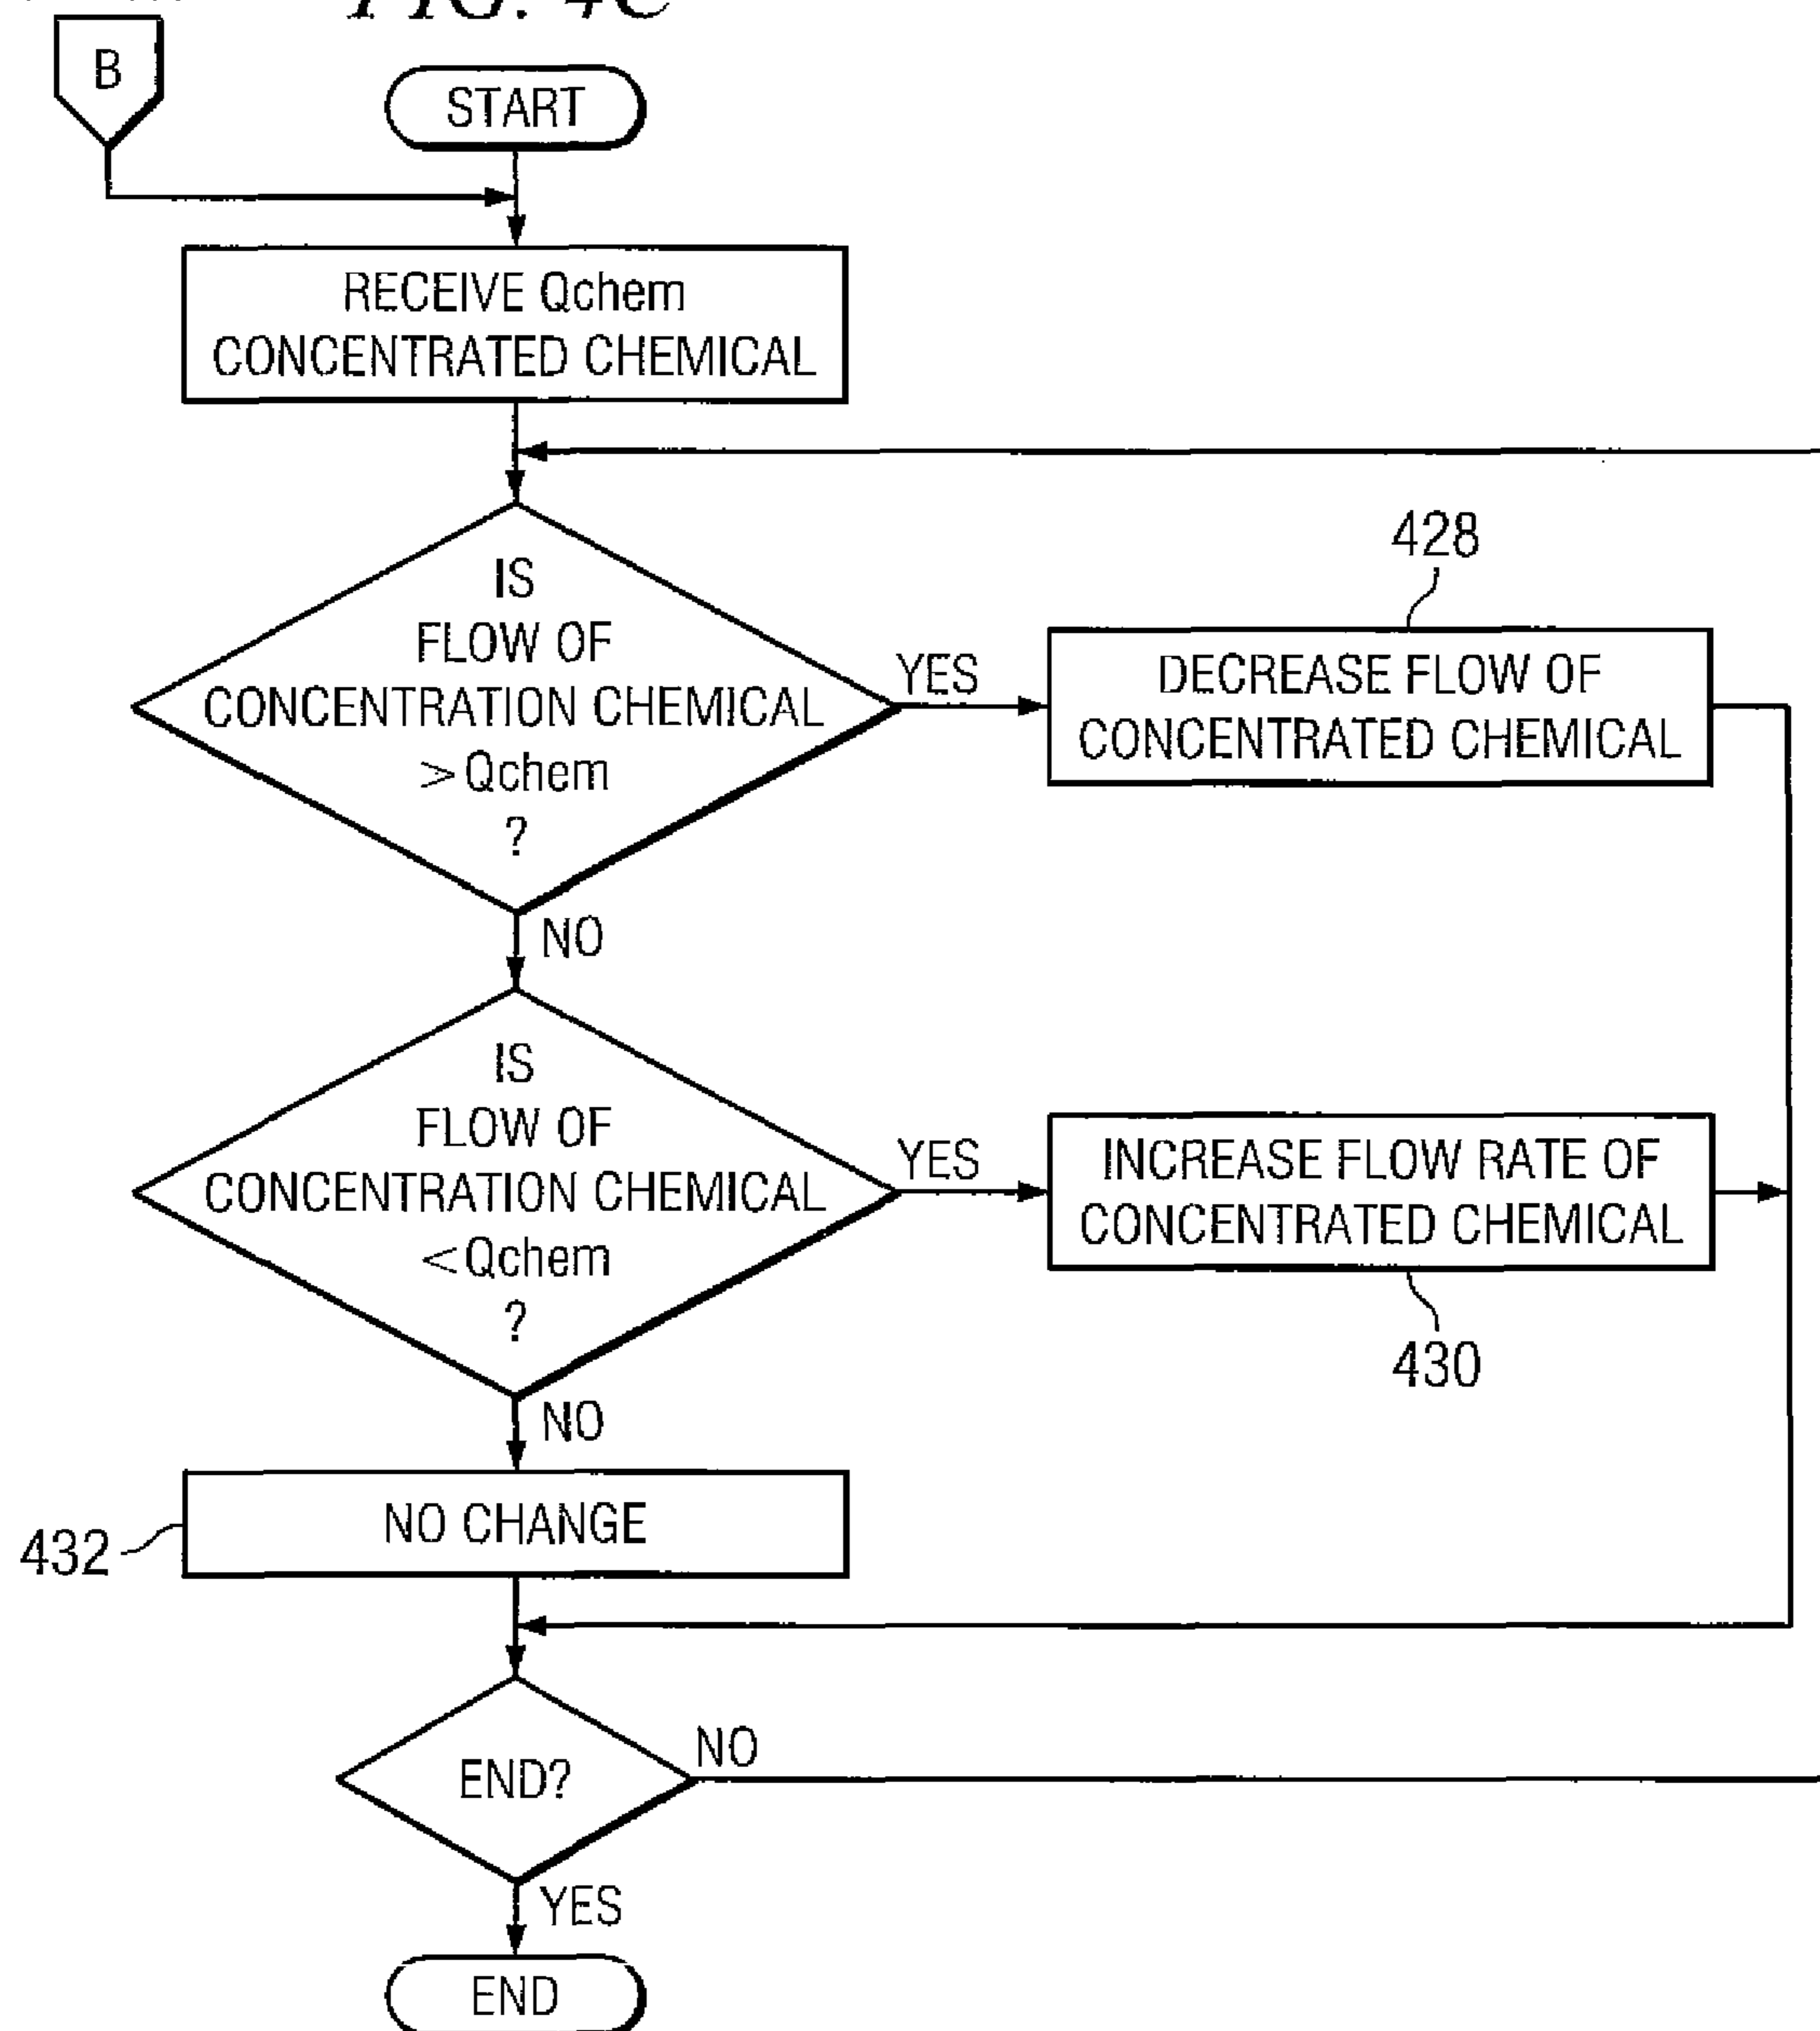 FIG. 4C
B
START
RECEIVE Qchem
CONCENTRATED CHEMICAL
IS
FLOW OF
CONCENTRATION CHEMICAL
>Qchem
?
YES
428
DECREASE FLOW OF
CONCENTRATED CHEMICAL
NO
IS
FLOW OF
CONCENTRATION CHEMICAL
<Qchem
?
YES
INCREASE FLOW RATE OF
CONCENTRATED CHEMICAL
430
NO
432
NO CHANGE
END?
NO
YES
END